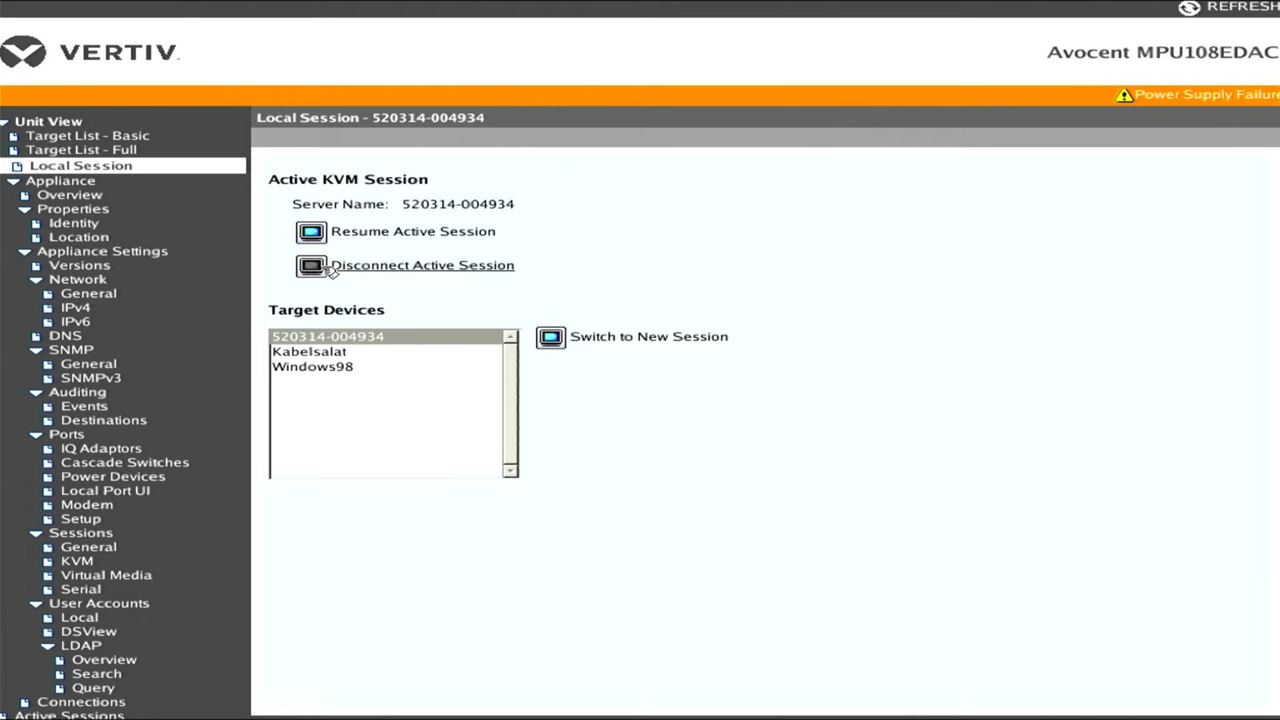 REFRESH
VERTIV.
Avocent MPU108EDAC
Power Supply Failure
Unit View
Target List - Basic
Target List - Full
Local Session
Appliance
Overview
Properties
Identity
Location
Appliance Settings
Versions
Network
General
IPv4
IPv6
DNS
SNMP
General
SNMPv3
Auditing
Events
Destinations
Ports
IQ Adaptors
Cascade Switches
Power Devices
Local Port UI
Modem
Setup
Sessions
General
KVM
Virtual Media
Serial
User Accounts
Local
DSView
LDAP
Overview
Search
Query
Connections
Active Sessions
Local Session - 520314-004934
Active KVM Session
Server Name: 520314-004934
Resume Active Session
Disconnect Active Session
Target Devices
520314-004934
Kabelsalat
Windows98
Switch to New Session